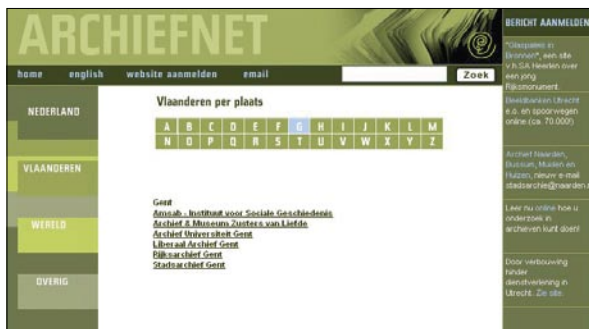 ARCHIEFNET
home english website aanmelden email Zoek
NEDERLAND
VLAANDEREN
WERELD
OVERIG
Vlaanderen per plaats
A B C D E F G H I J K L M
N O P Q R S T U V W X Y Z
Gent
Amsab - Instituut voor Sociale Geschiedenis
Archief & Museum Zusters van Liefde
Archief Universiteit Gent
Liberaal Archief Gent
Rijksarchief Gent
Stadsarchief Gent
BERICHT AANMELDEN
"Glaspaleis in
Bronnen", een site
v.h.SA Heerlen over
een jong
Rijksmonument.
Beeldbanken Utrecht
e.o. en spoorwegen
online.(ca. 70.000!)
Archief Naarden,
Bussum, Muiden en
Huizen, nieuw e-mail
stadsarchie@naarden.
Leer nu online hoe u
onderzoek in
archieven kunt doen!
Door verbouwing
hinder
dienstverlening in
Utrecht. Zie site.